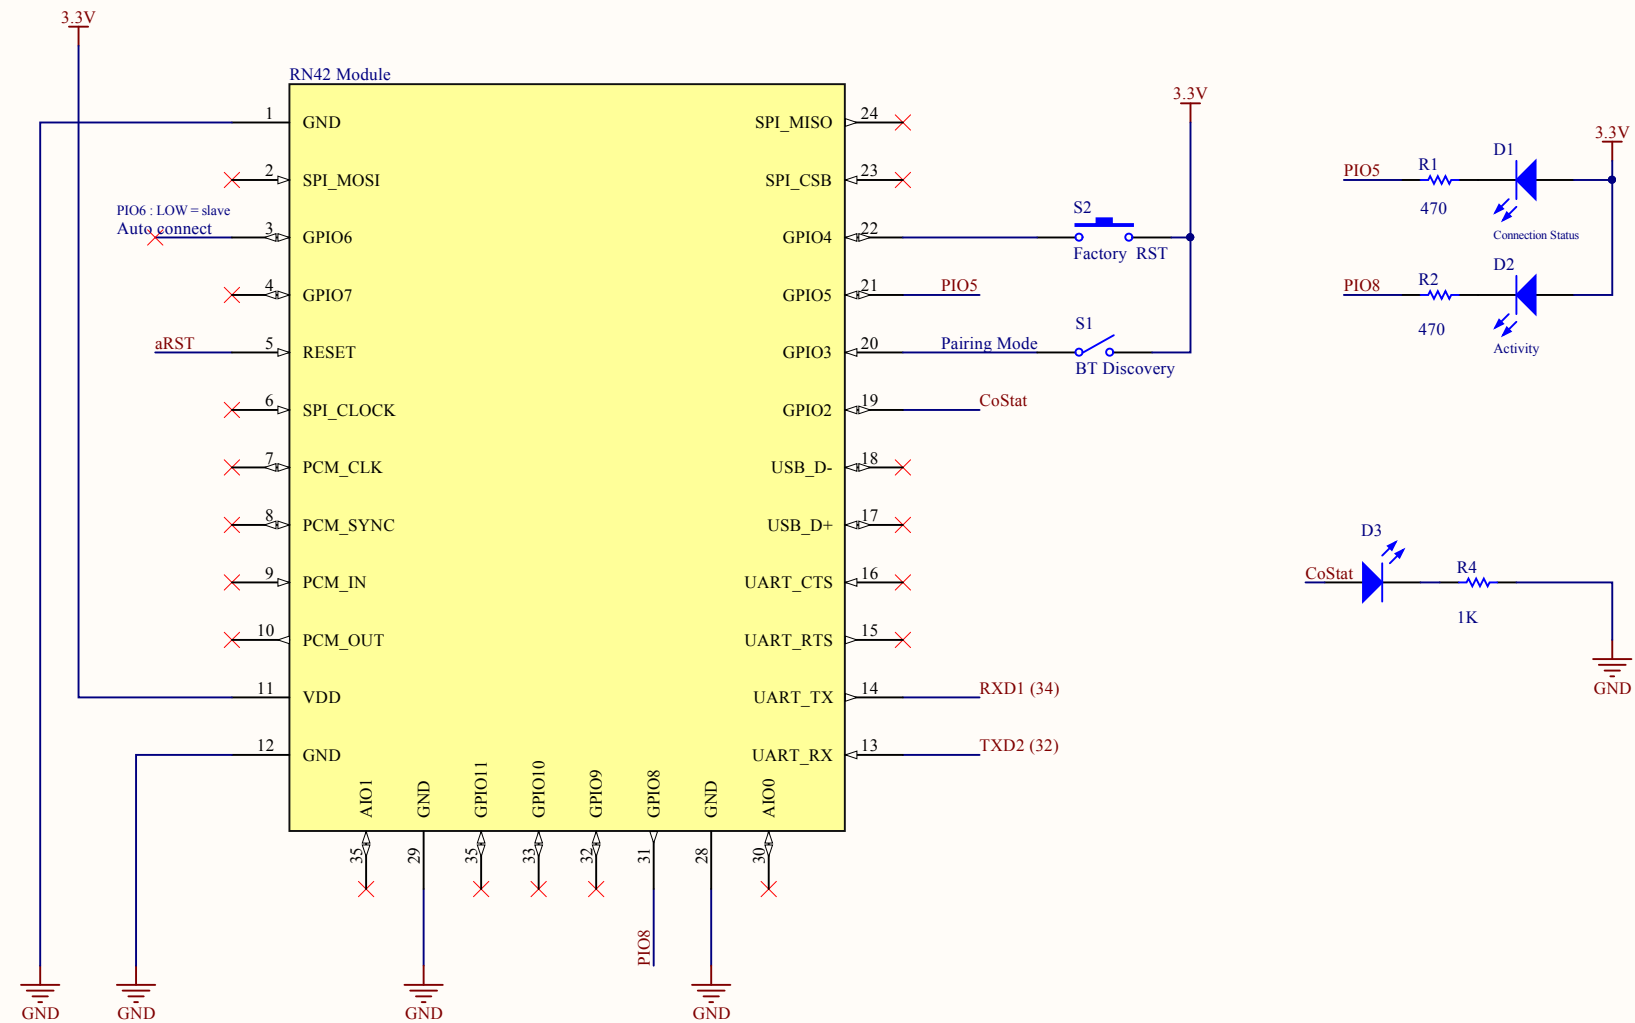 3.3V
RN42 Module
1 GND
2 SPI_MOSI
PIO6 : LOW = slave
Auto connect
3 GPIO6
4 GPIO7
aRST
5 RESET
6 SPI_CLOCK
7 PCM_CLK
8 PCM_SYNC
9 PCM_IN
10 PCM_OUT
11 VDD
12 GND
SPI_MISO 24
SPI_CSB 23
GPIO4 22
GPIO5 21
PIO5
GPIO3 20
Pairing Mode
GPIO2 19
CoStat
USB_D- 18
USB_D+ 17
UART_CTS 16
UART_RTS 15
UART_TX 14
RXD1 (34)
UART_RX 13
TXD2 (32)
AIO1 35
GND 29
GPIO11 35
GPIO10 33
GPIO9 32
GPIO8 31
PIO8
GND 28
AIO0 30
GND
GND
GND
GND
3.3V
S2
Factory RST
S1
BT Discovery
3.3V
PIO5
R1
470
D1
Connection Status
PIO8
R2
470
D2
Activity
D3
CoStat
R4
1K
GND